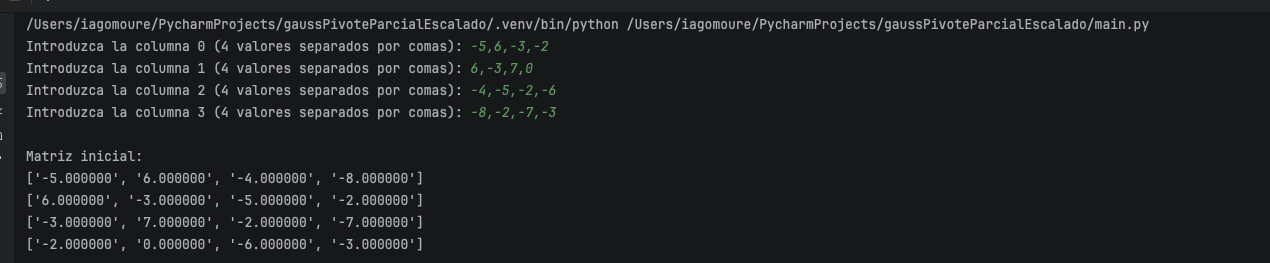 /Users/iagomoure/PycharmProjects/gaussPivoteParcialEscalado/.venv/bin/python /Users/iagomoure/PycharmProjects/gaussPivoteParcialEscalado/main.py
Introduzca la columna 0 (4 valores separados por comas): -5,6,-3,-2
Introduzca la columna 1 (4 valores separados por comas): 6,-3,7,0
Introduzca la columna 2 (4 valores separados por comas): -4,-5,-2,-6
Introduzca la columna 3 (4 valores separados por comas): -8,-2,-7,-3
Matriz inicial:
['-5.000000', '6.000000', '-4.000000', '-8.000000']
['6.000000', '-3.000000', '-5.000000', '-2.000000']
['-3.000000', '7.000000', '-2.000000', '-7.000000']
['-2.000000', '0.000000', '-6.000000', '-3.000000']